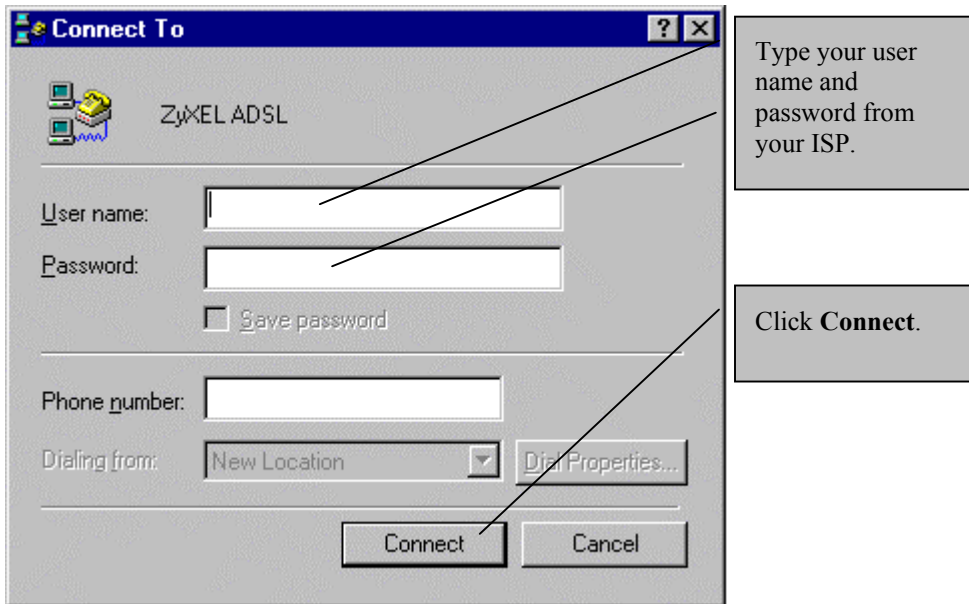 Connect To
Type your user
name and
password from
your ISP.
ZyXEL ADSL
User name:
Password:
Save password
Click Connect.
Phone number:
Dialing from: New Location Dial Properties...
Connect Cancel